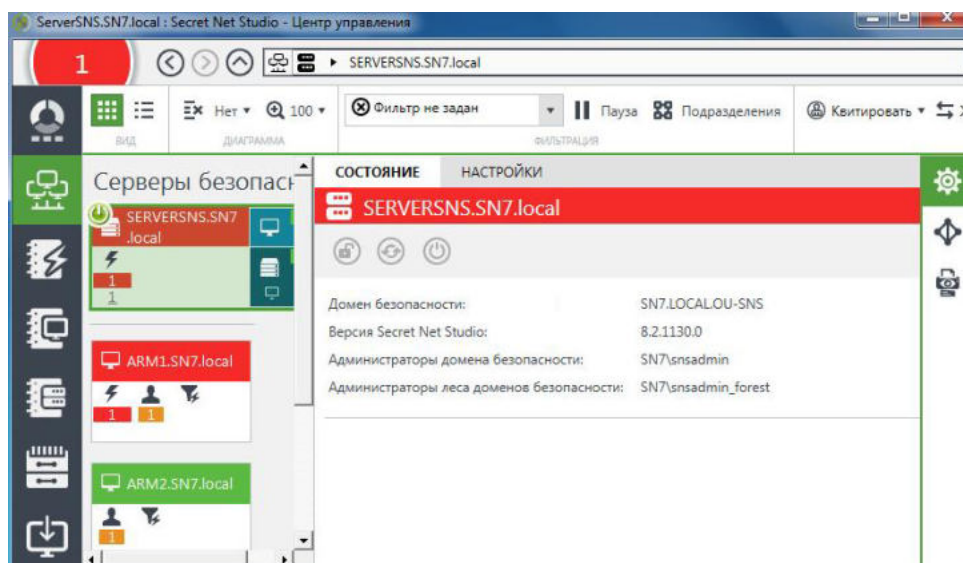 ServerSNS.SN7.local : Secret Net Studio - Центр управления
1
SERVERSNS.SN7.local
Нет
100
Фильтр не задан
Пауза
Подразделения
Квитировать
ВИД
ДИАГРАММА
ФИЛЬТРАЦИЯ
Серверы безопасн
СОСТОЯНИЕ
НАСТРОЙКИ
SERVERSNS.SN7
.local
1
1
SERVERSNS.SN7.local
Домен безопасности: SN7.LOCAL.OU-SNS
Версия Secret Net Studio: 8.2.1130.0
Администраторы домена безопасности: SN7\snsadmin
Администраторы леса доменов безопасности: SN7\snsadmin_forest
ARM1.SN7.local
1 1
ARM2.SN7.local
1